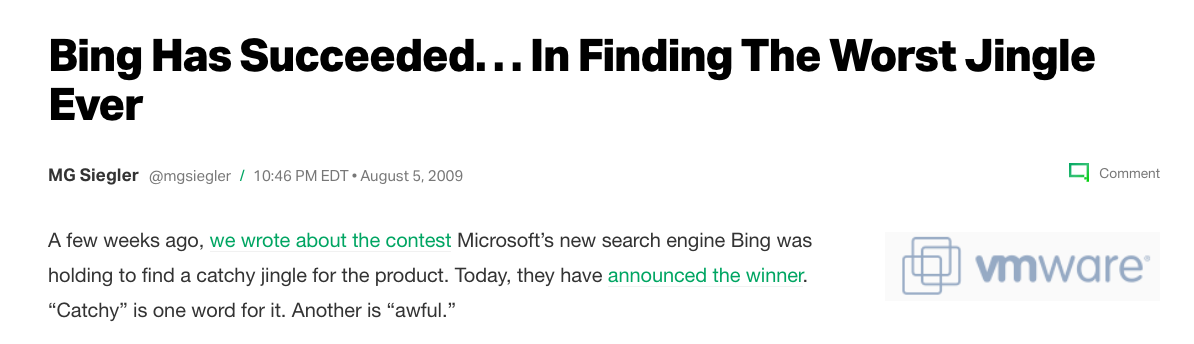 Bing Has Succeeded… In Finding The Worst Jingle
Ever
MG Siegler @mgsiegler / 10:46 PM EDT • August 5, 2009
Comment
A few weeks ago, we wrote about the contest Microsoft’s new search engine Bing was
holding to find a catchy jingle for the product. Today, they have announced the winner.
“Catchy” is one word for it. Another is “awful.”
vmware®